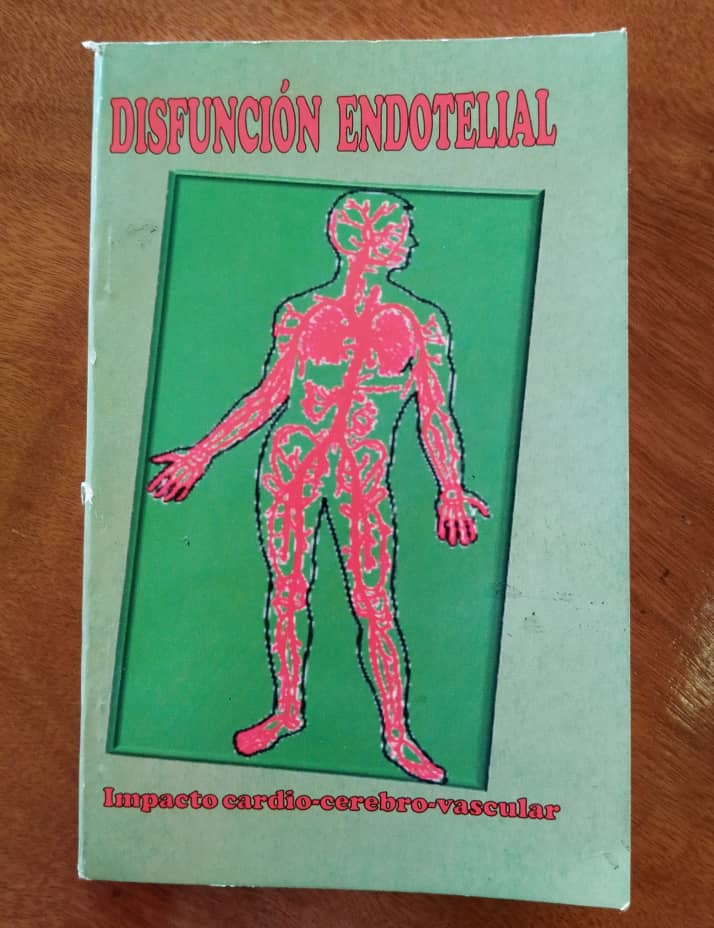 DISFUNCIÓN ENDOTELIAL
Impacto cardio-cerebro-vascular